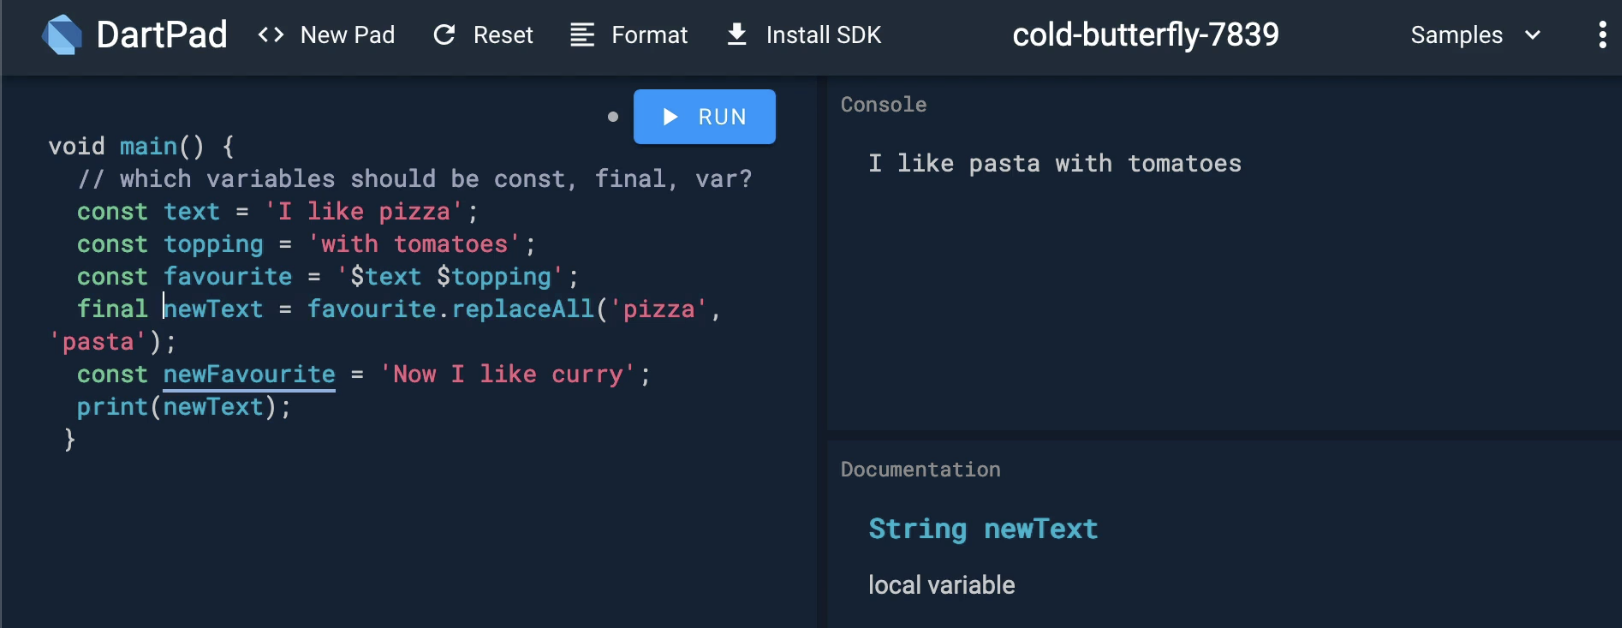 DartPad <> New Pad Reset Format Install SDK cold-butterfly-7839 Samples
RUN
void main() {
// which variables should be const, final, var?
const text = 'I like pizza';
const topping = 'with tomatoes';
const favourite = '$text $topping';
final newText = favourite.replaceAll('pizza',
'pasta');
const newFavourite = 'Now I like curry';
print(newText);
}
Console
I like pasta with tomatoes
Documentation
String newText
local variable